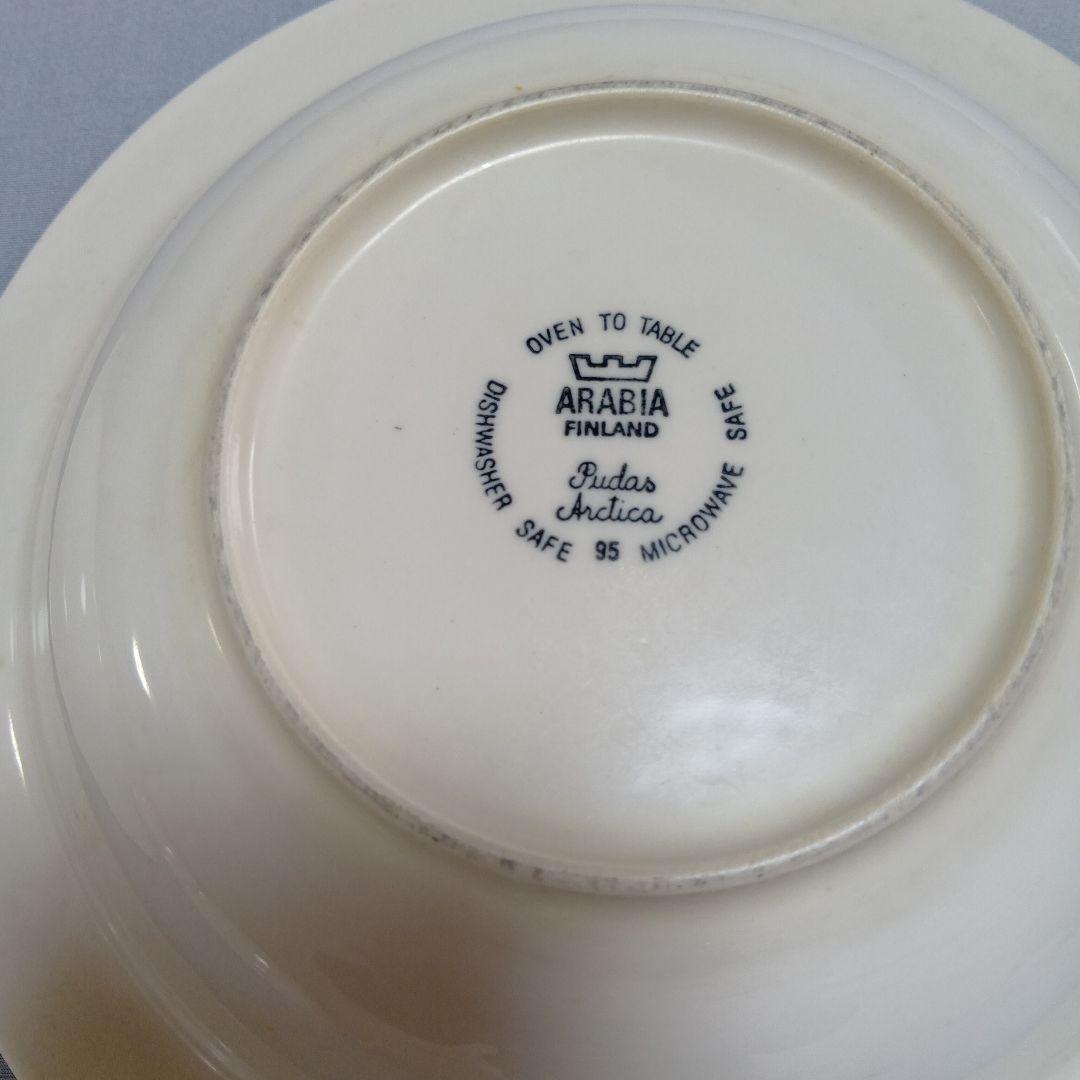 OVEN TO TABLE
ARABIA
FINLAND
Pudas
Arctica
DISHWASHER SAFE 95 MICROWAVE SAFE